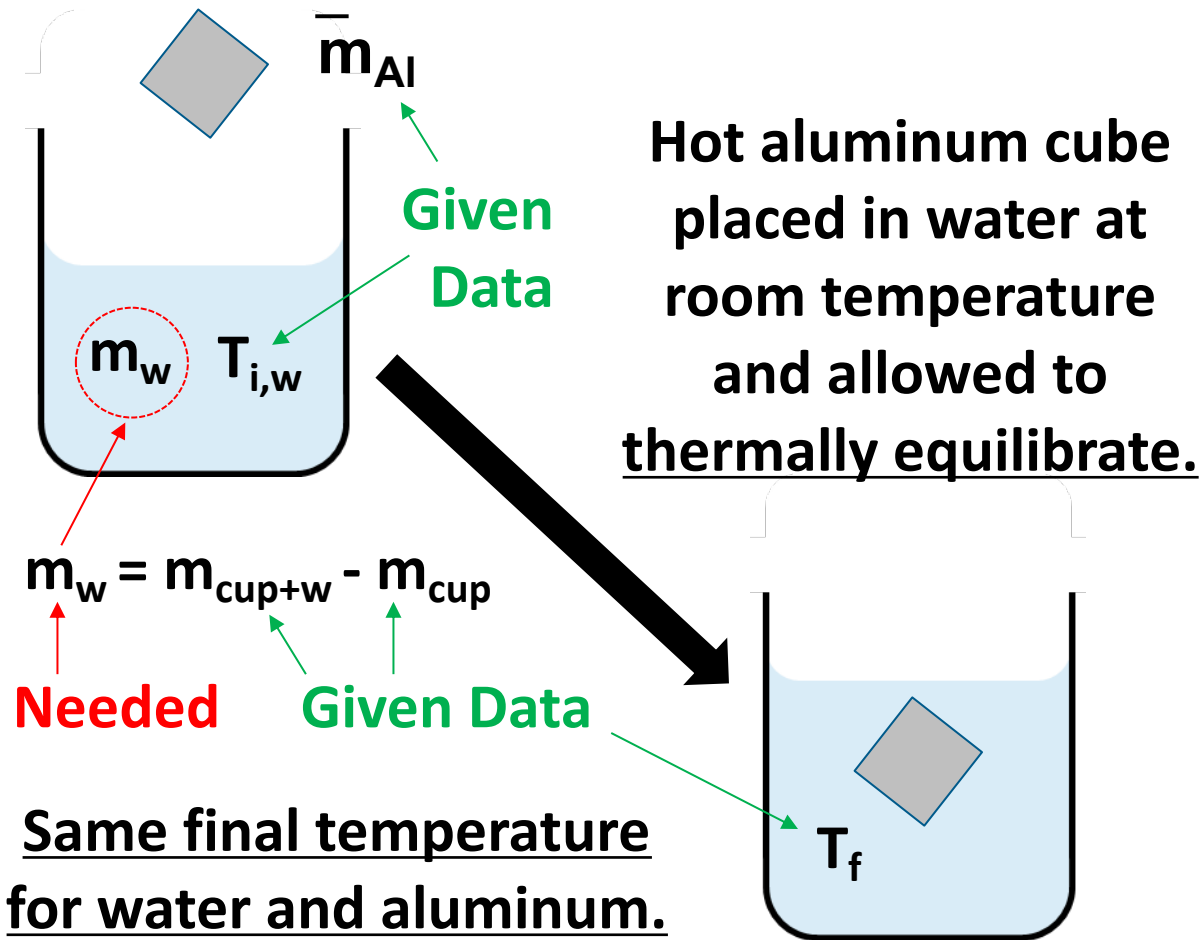 m̅Al
Hot aluminum cube
placed in water at
room temperature
and allowed to
thermally equilibrate.
Given
Data
mw Ti,w
mw = mcup+w - mcup
Needed
Given Data
Same final temperature
for water and aluminum.
Tf